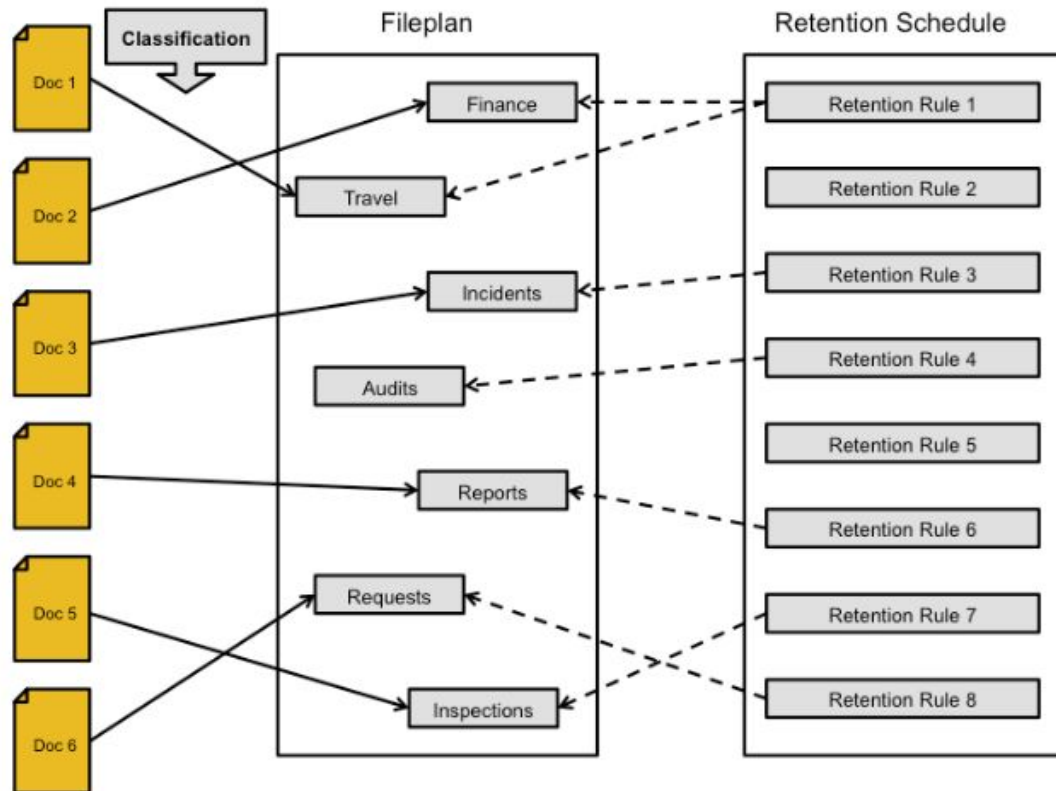 Fileplan
Retention Schedule
Classification
Doc 1
Doc 2
Doc 3
Doc 4
Doc 5
Doc 6
Finance
Travel
Incidents
Audits
Reports
Requests
Inspections
Retention Rule 1
Retention Rule 2
Retention Rule 3
Retention Rule 4
Retention Rule 5
Retention Rule 6
Retention Rule 7
Retention Rule 8